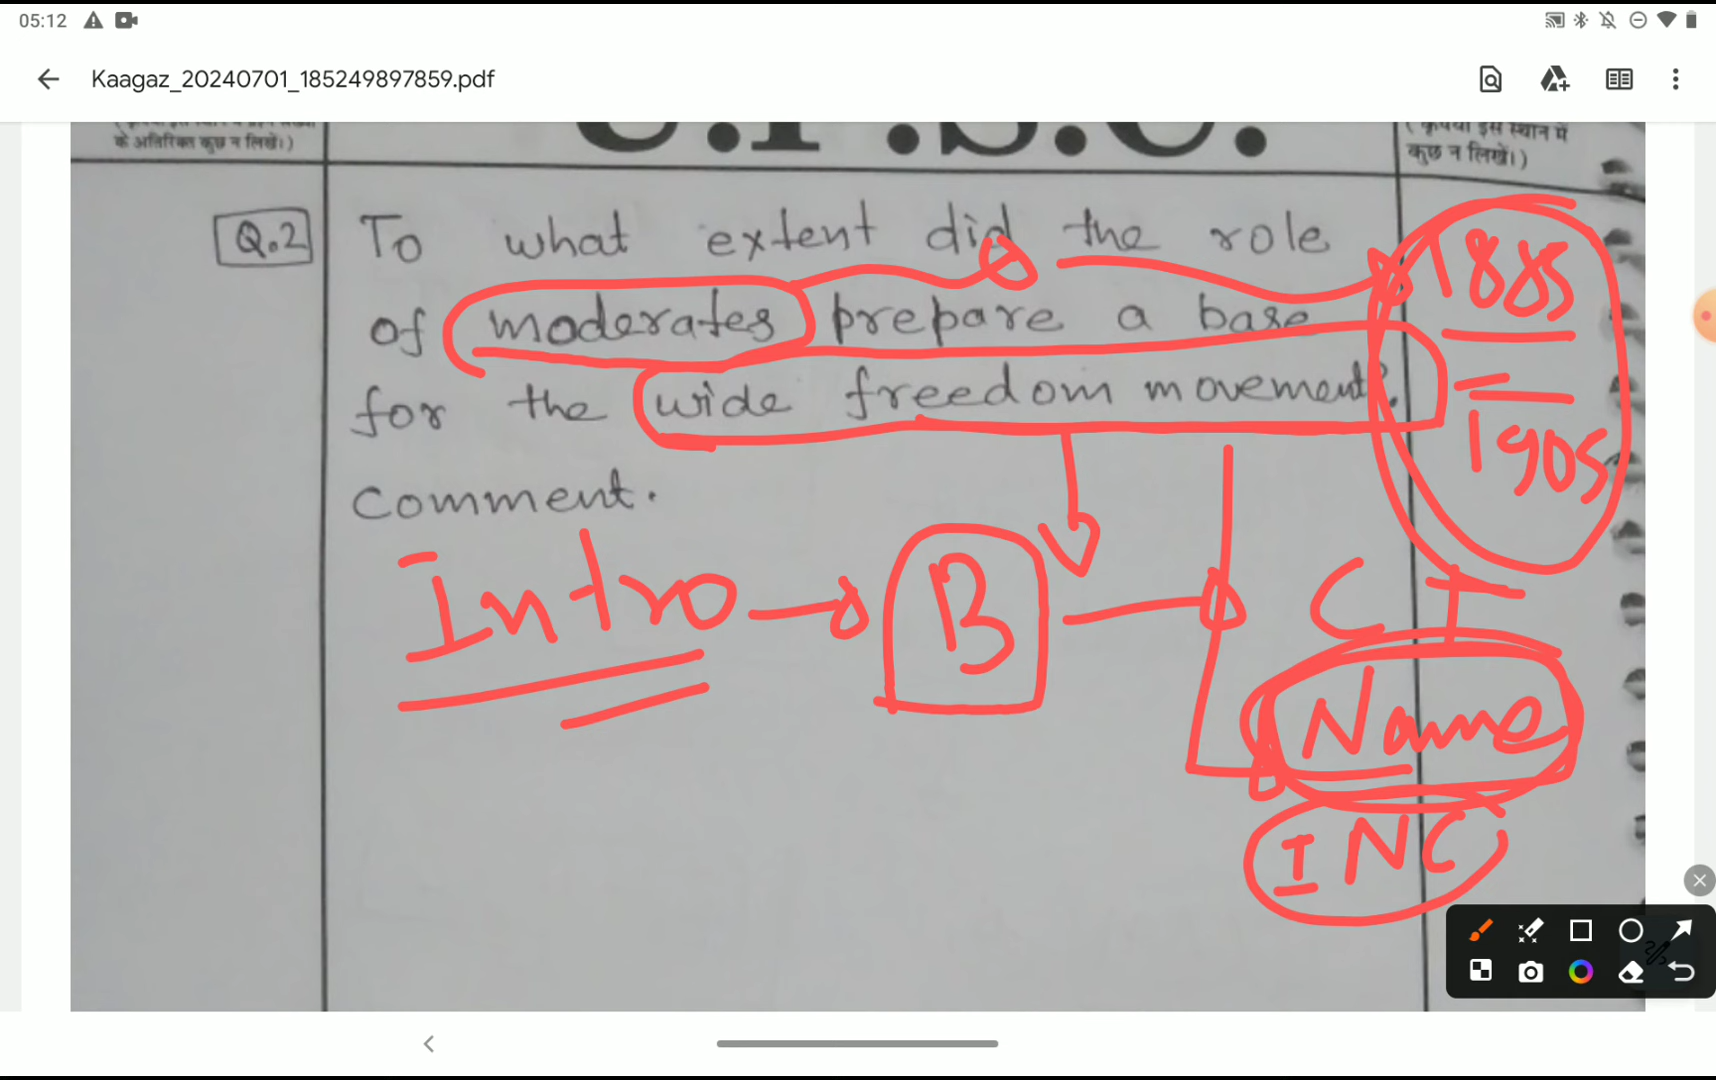 05:12
Kaagaz_20240701_185249897859.pdf
के अतिरिक्त कुछ न लिखें।)
U.P.S.C.
( कृपया इस स्थान में
कुछ न लिखें।)
Q.2 To what extent did the role
of moderates prepare a base
for the wide freedom movement?
Comment.
1885
1905
Intro
B
CI
Name
INC